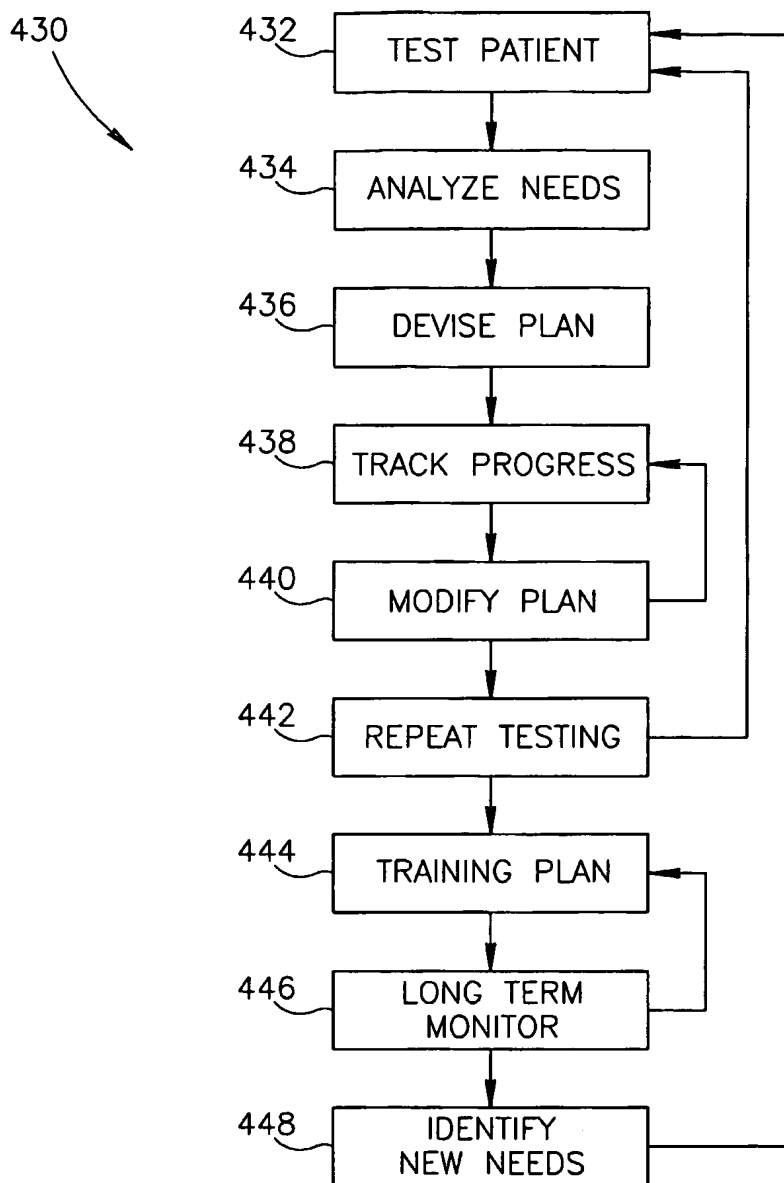 430
432
TEST PATIENT
434
ANALYZE NEEDS
436
DEVISE PLAN
438
TRACK PROGRESS
440
MODIFY PLAN
442
REPEAT TESTING
444
TRAINING PLAN
446
LONG TERM
MONITOR
448
IDENTIFY
NEW NEEDS